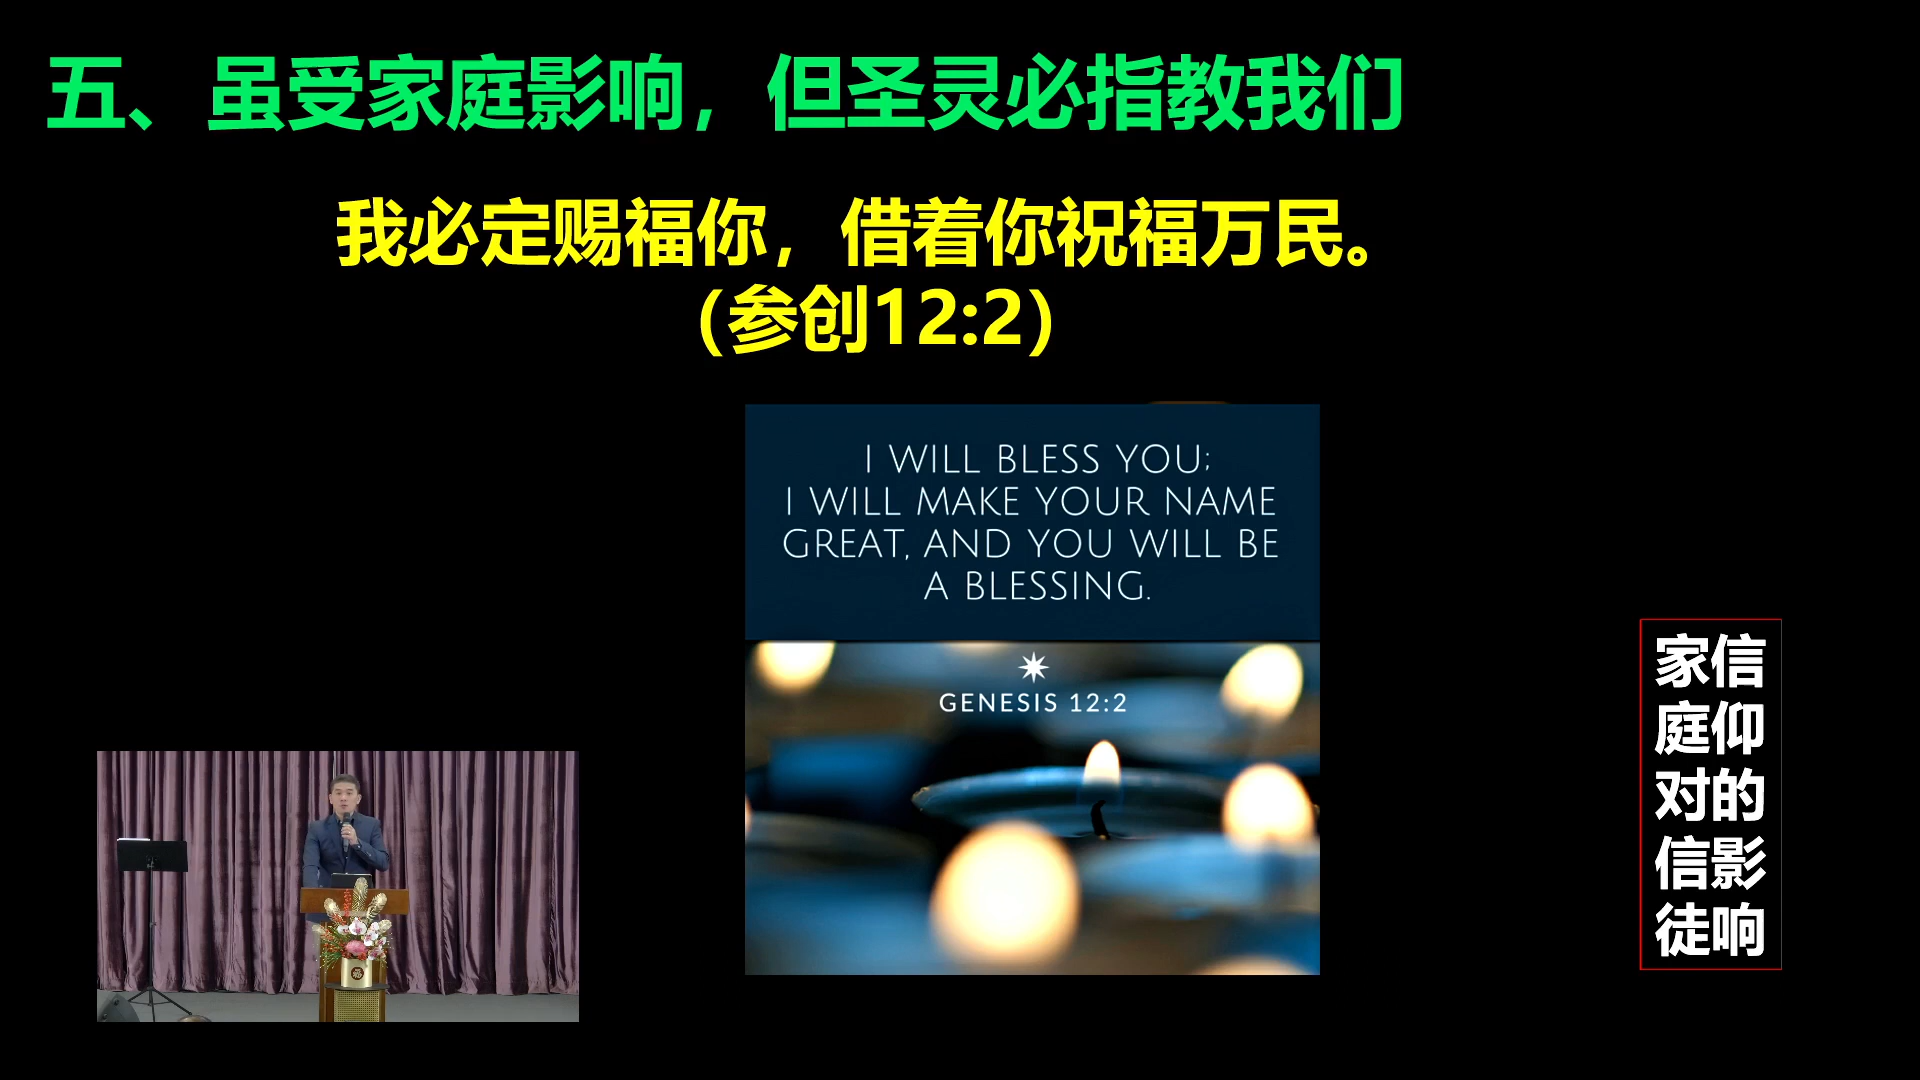 五、虽受家庭影响，但圣灵必指教我们
我必定赐福你，借着你祝福万民。
（参创12:2）
I WILL BLESS YOU;
I WILL MAKE YOUR NAME
GREAT, AND YOU WILL BE
A BLESSING.
GENESIS 12:2
家庭对信徒
信仰的影响